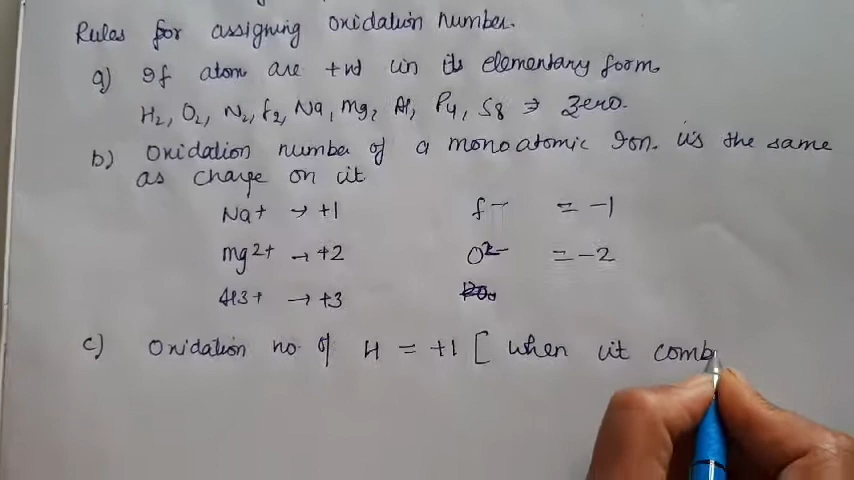 Rules for assigning oxidation number.
a) If atom are in its elementary form.
H2, O2, N2, F2, Na, Mg, Al, P4, S8 ⇒ Zero.
b) Oxidation number of a monoatomic Ion. is the same
as charge on it
Na+ → +1 f- = -1
Mg2+ → +2 O2- = -2
Al3+ → +3
c) Oxidation no of H = +1 [ when it comb